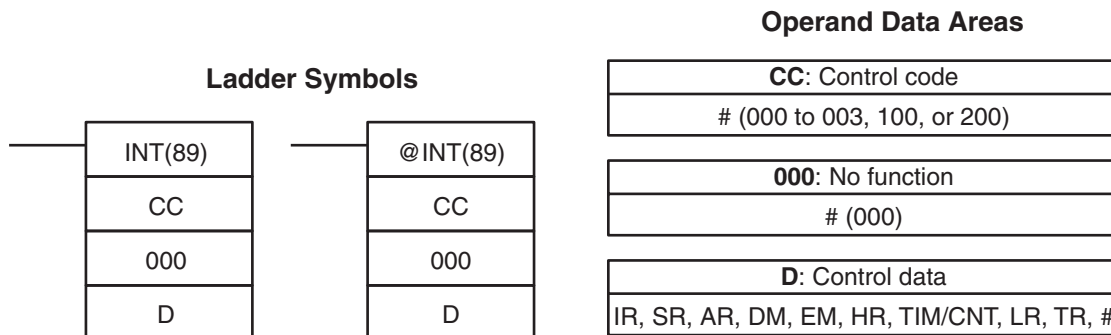 Ladder Symbols
INT(89)
CC
000
D
@INT(89)
CC
000
D
Operand Data Areas
CC: Control code
# (000 to 003, 100, or 200)
000: No function
# (000)
D: Control data
IR, SR, AR, DM, EM, HR, TIM/CNT, LR, TR, #